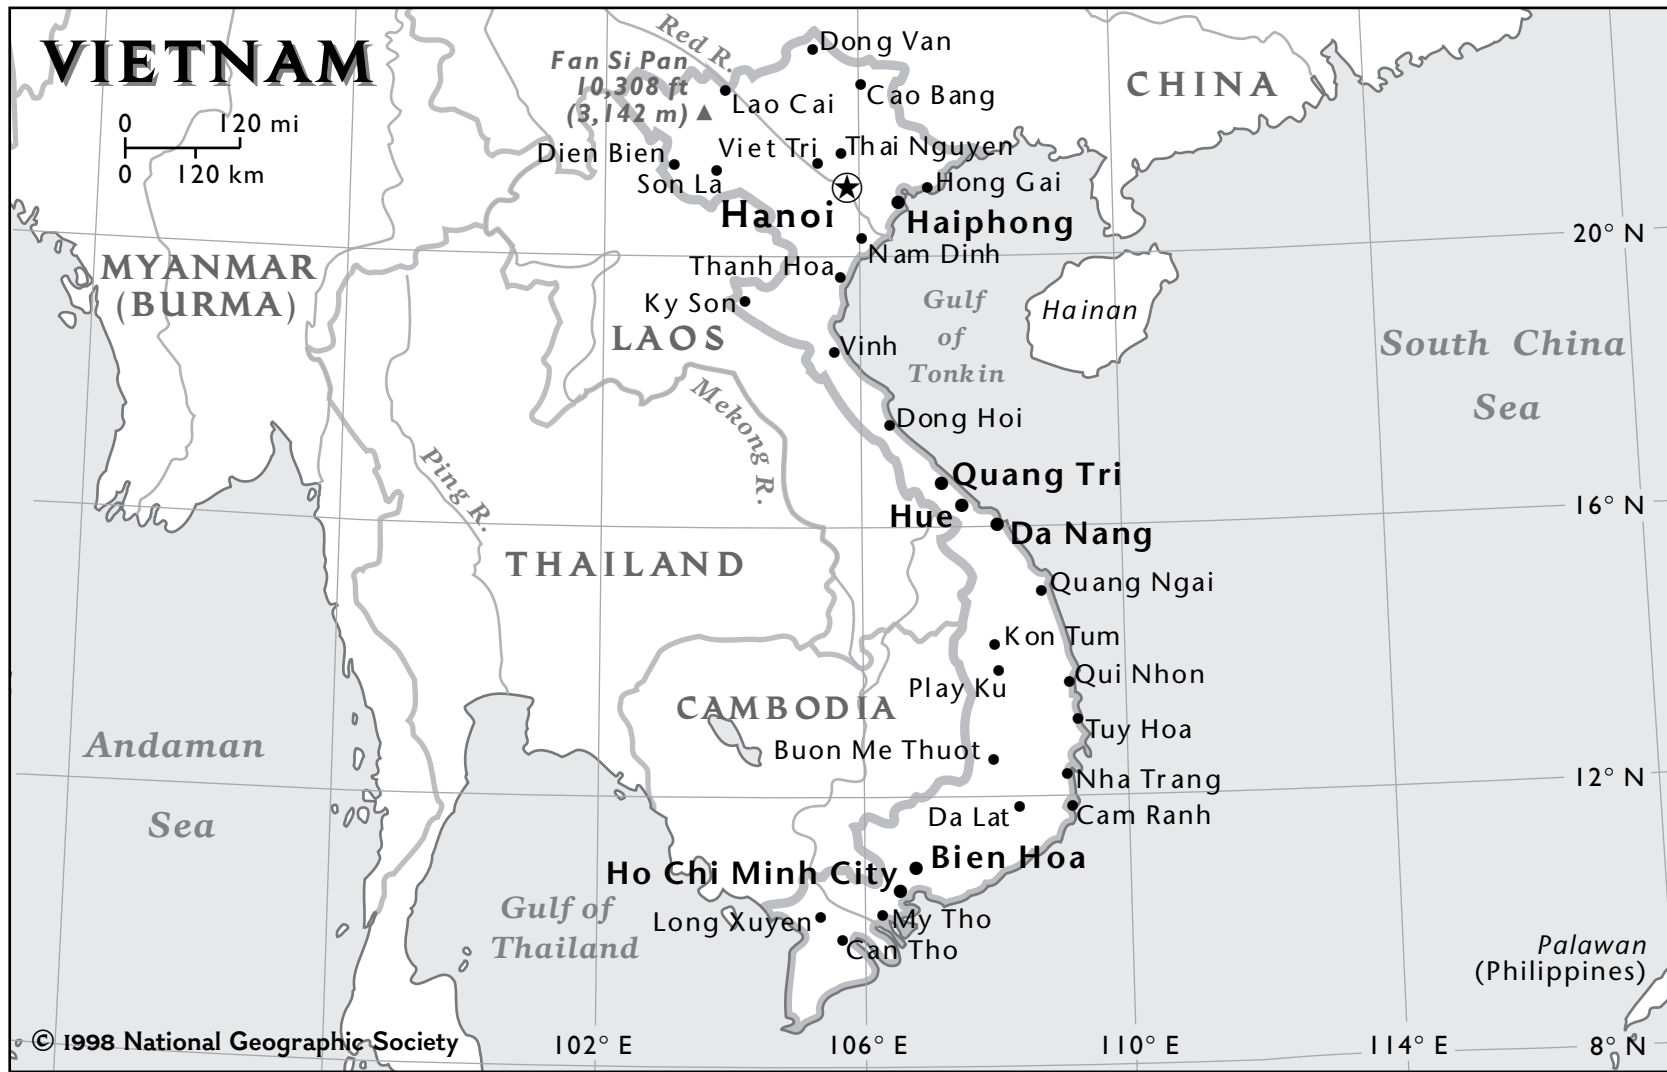 VIETNAM
0 120 mi
0 120 km
Fan Si Pan
10,308 ft
(3,142 m)
Red R.
Dong Van
Lao Cai
Cao Bang
CHINA
Dien Bien
Viet Tri
Thai Nguyen
Son La
Hong Gai
Hanoi
Haiphong
20° N
Nam Dinh
MYANMAR
(BURMA)
Thanh Hoa
Ky Son
LAOS
Gulf
of
Tonkin
Hainan
South China
Sea
Vinh
Mekong R.
Dong Hoi
Ping R.
Quang Tri
Hue
16° N
Da Nang
THAILAND
Quang Ngai
Kon Tum
Play Ku
Qui Nhon
CAMBODIA
Tuy Hoa
Andaman
Sea
Buon Me Thuot
Nha Trang
12° N
Da Lat
Cam Ranh
Bien Hoa
Ho Chi Minh City
Gulf of
Thailand
Long Xuyen
My Tho
Can Tho
Palawan
(Philippines)
© 1998 National Geographic Society
102° E
106° E
110° E
114° E
8° N